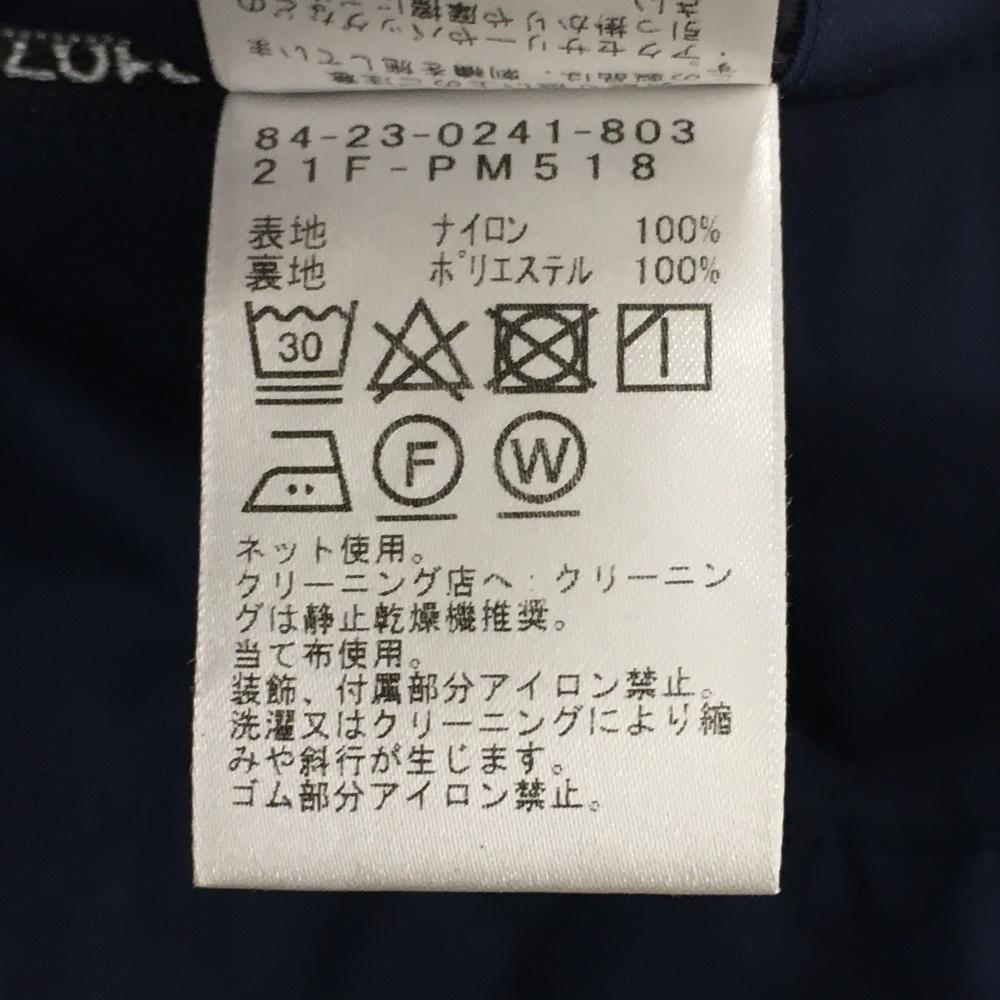 84-23-0241-803
21F-PM518
表地 ナイロン 100%
裏地 ポリエステル 100%
30
F W
ネット使用。
クリーニング店へ・クリーニン
グは静止乾燥機推奨。
当て布使用。
装飾、付属部分アイロン禁止。
洗濯又はクリーニングにより縮
みや斜行が生じます。
ゴム部分アイロン禁止。